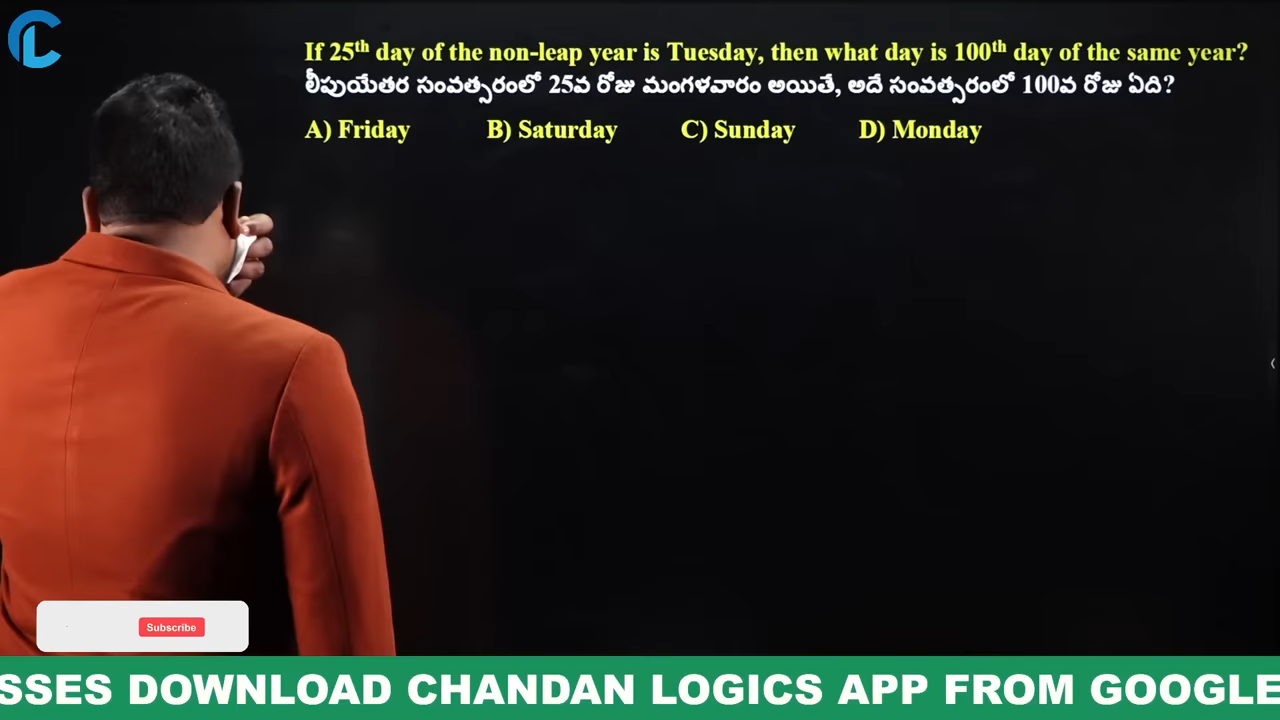 If 25th day of the non-leap year is Tuesday, then what day is 100th day of the same year?
లీపుయేతర సంవత్సరంలో 25వ రోజు మంగళవారం అయితే, అదే సంవత్సరంలో 100వ రోజు ఏది?
A) Friday B) Saturday C) Sunday D) Monday
Subscribe
SSES DOWNLOAD CHANDAN LOGICS APP FROM GOOGLE